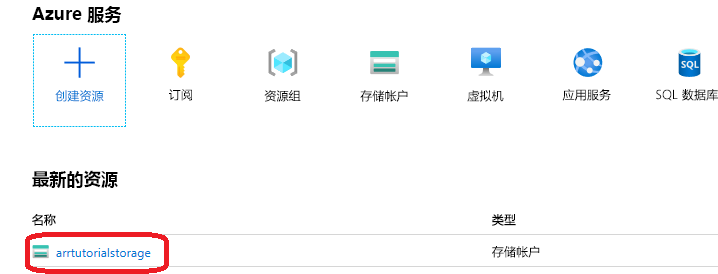 Azure 服务
创建资源
订阅
资源组
存储帐户
虚拟机
应用服务
SQL
SQL 数据库
最新的资源
名称 类型
arrtutorialstorage 存储帐户